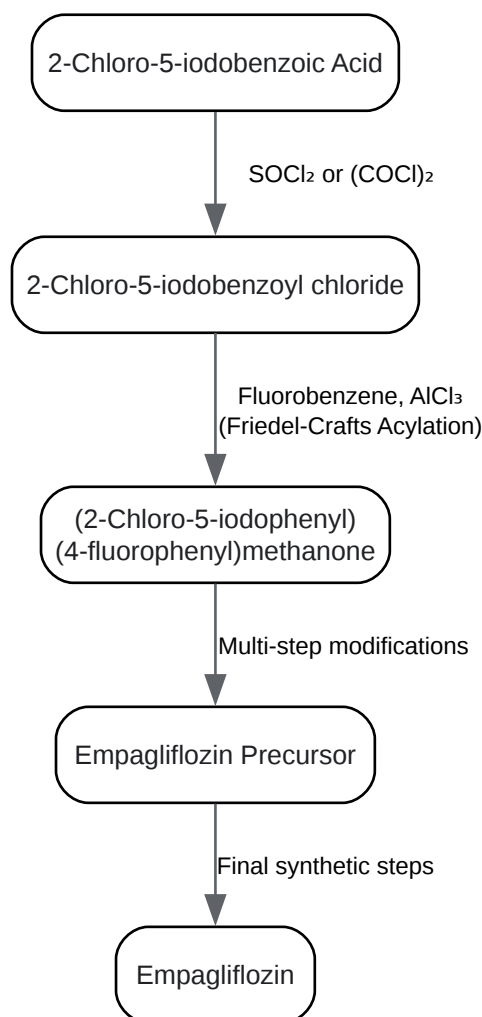 2-Chloro-5-iodobenzoic Acid
SOCl₂ or (COCl)₂
2-Chloro-5-iodobenzoyl chloride
Fluorobenzene, AlCl₃
(Friedel-Crafts Acylation)
(2-Chloro-5-iodophenyl)
(4-fluorophenyl)methanone
Multi-step modifications
Empagliflozin Precursor
Final synthetic steps
Empagliflozin